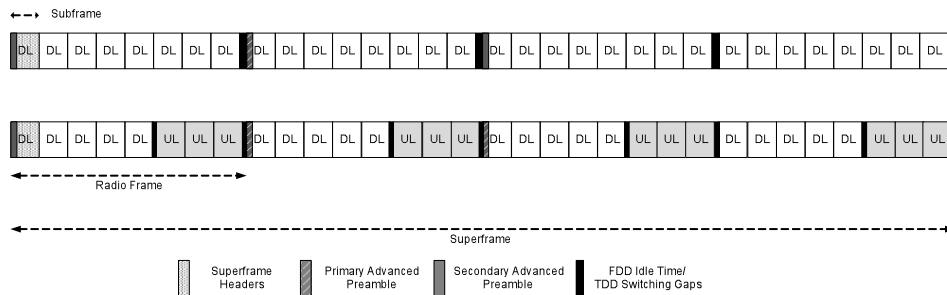 Subframe
DL DL DL DL DL DL DL DL DL DL DL DL DL DL DL DL DL DL DL DL DL DL DL DL DL DL DL DL DL DL DL DL
DL DL DL DL DL UL UL UL DL DL DL DL DL UL UL UL DL DL DL DL DL UL UL UL DL DL DL DL DL UL UL UL
Radio Frame
Superframe
Superframe
Headers
Primary Advanced
Preamble
Secondary Advanced
Preamble
FDD Idle Time/
TDD Switching Gaps